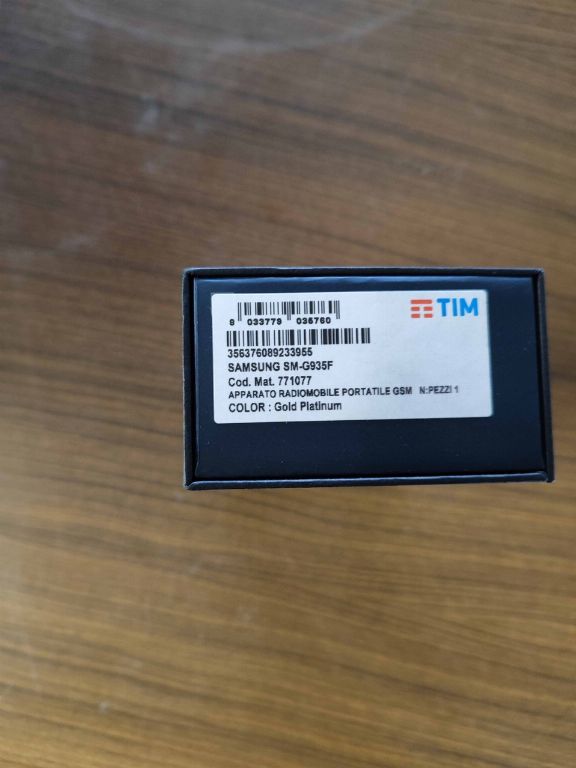 TIM
8 033779 035760
356376089233955
SAMSUNG SM-G935F
Cod. Mat. 771077
APPARATO RADIOMOBILE PORTATILE GSM N:PEZZI 1
COLOR : Gold Platinum